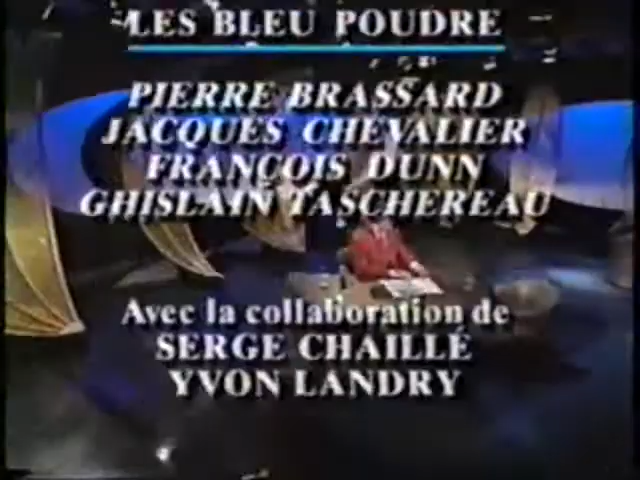 LES BLEU POUDRE
PIERRE BRASSARD
JACQUES CHEVALIER
FRANÇOIS DUNN
GHISLAIN TASCHEREAU
Avec la collaboration de
SERGE CHAILLÉ
YVON LANDRY